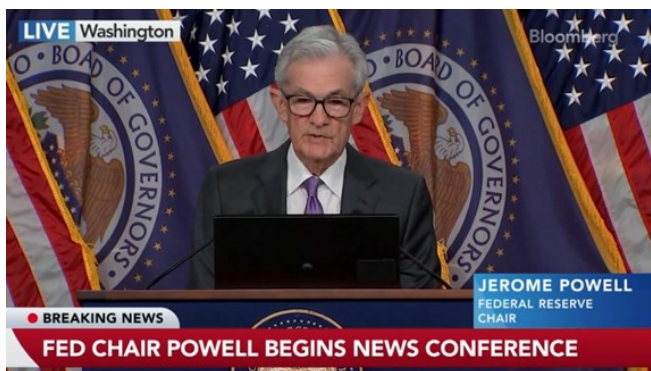 LIVE Washington
Bloomberg
BOARD OF GOVERNORS
BOARD OF GOVERNORS
JEROME POWELL
FEDERAL RESERVE
CHAIR
BREAKING NEWS
FED CHAIR POWELL BEGINS NEWS CONFERENCE